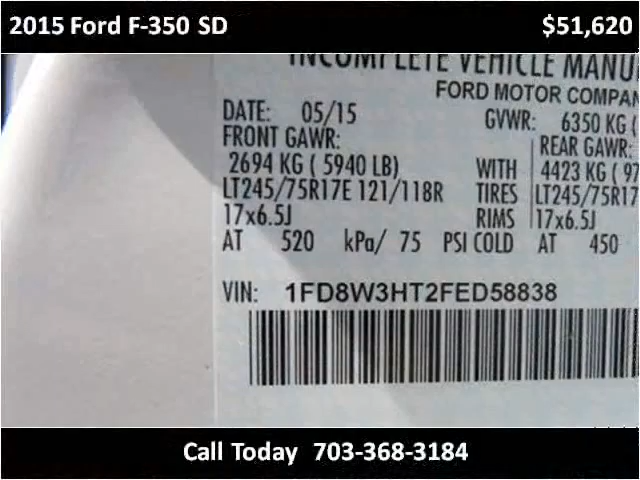 2015 Ford F-350 SD $51,620
INCOMPLETE VEHICLE MANU
FORD MOTOR COMPAN
DATE: 05/15 GVWR: 6350 KG (
FRONT GAWR: REAR GAWR:
2694 KG ( 5940 LB) WITH 4423 KG ( 97
LT245/75R17E 121/118R TIRES LT245/75R17
17x6.5J RIMS 17x6.5J
AT 520 kPa/ 75 PSI COLD AT 450
VIN: 1FD8W3HT2FED58838
Call Today 703-368-3184